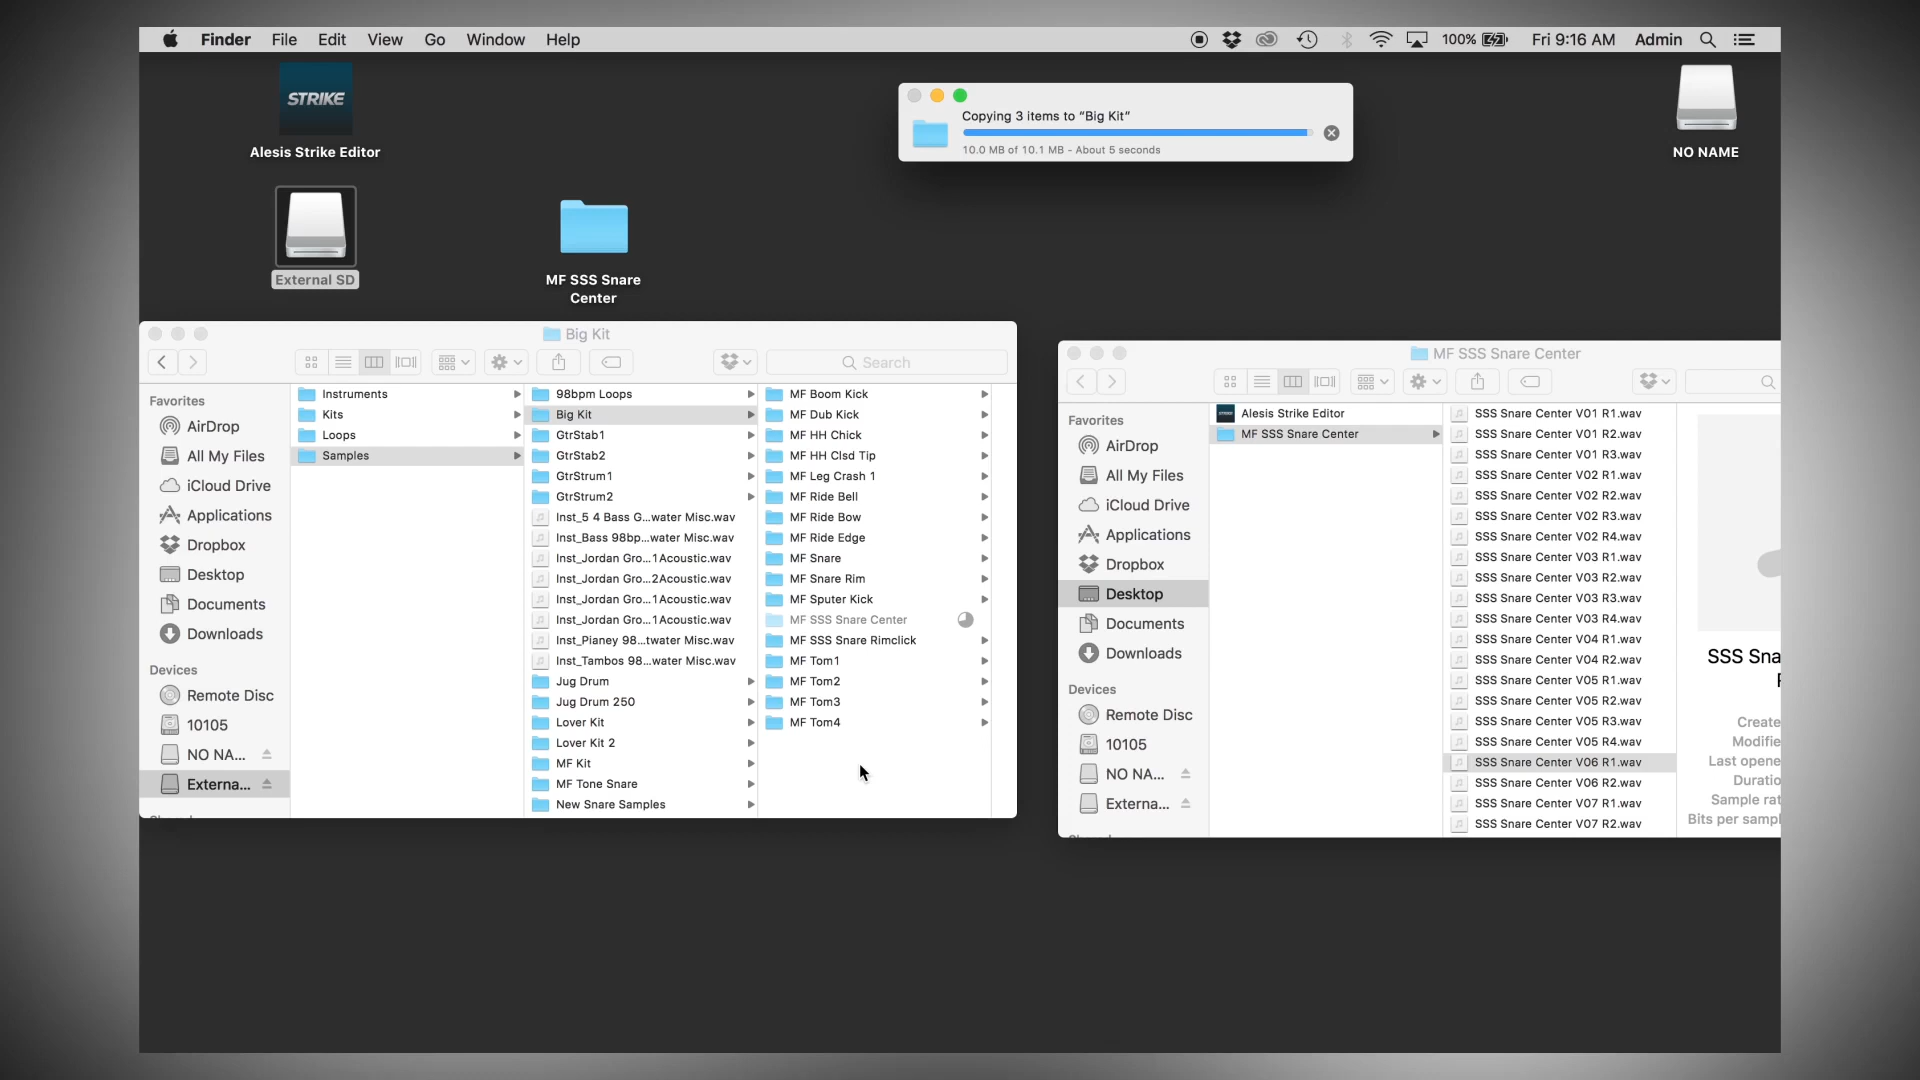 Finder File Edit View Go Window Help 100% Fri 9:16 AM Admin
STRIKE
Alesis Strike Editor
External SD
MF SSS Snare
Center
Copying 3 items to “Big Kit”
10.0 MB of 10.1 MB - About 5 seconds
NO NAME
Big Kit
Search
Favorites
AirDrop
All My Files
iCloud Drive
Applications
Dropbox
Desktop
Documents
Downloads
Devices
Remote Disc
10105
NO NA...
Externa...
Instruments
Kits
Loops
Samples
98bpm Loops
Big Kit
GtrStab1
GtrStab2
GtrStrum1
GtrStrum2
Inst_5 4 Bass G...water Misc.wav
Inst_Bass 98bp...water Misc.wav
Inst_Jordan Gro...1Acoustic.wav
Inst_Jordan Gro...2Acoustic.wav
Inst_Jordan Gro...1Acoustic.wav
Inst_Jordan Gro...1Acoustic.wav
Inst_Pianey 98...twater Misc.wav
Inst_Tambos 98...water Misc.wav
Jug Drum
Jug Drum 250
Lover Kit
Lover Kit 2
MF Kit
MF Tone Snare
New Snare Samples
MF Boom Kick
MF Dub Kick
MF HH Chick
MF HH Clsd Tip
MF Leg Crash 1
MF Ride Bell
MF Ride Bow
MF Ride Edge
MF Snare
MF Snare Rim
MF Sputer Kick
MF SSS Snare Center
MF SSS Snare Rimclick
MF Tom1
MF Tom2
MF Tom3
MF Tom4
MF SSS Snare Center
Favorites
AirDrop
All My Files
iCloud Drive
Applications
Dropbox
Desktop
Documents
Downloads
Devices
Remote Disc
10105
NO NA...
Externa...
Alesis Strike Editor
MF SSS Snare Center
SSS Snare Center V01 R1.wav
SSS Snare Center V01 R2.wav
SSS Snare Center V01 R3.wav
SSS Snare Center V02 R1.wav
SSS Snare Center V02 R2.wav
SSS Snare Center V02 R3.wav
SSS Snare Center V02 R4.wav
SSS Snare Center V03 R1.wav
SSS Snare Center V03 R2.wav
SSS Snare Center V03 R3.wav
SSS Snare Center V03 R4.wav
SSS Snare Center V04 R1.wav
SSS Snare Center V04 R2.wav
SSS Snare Center V05 R1.wav
SSS Snare Center V05 R2.wav
SSS Snare Center V05 R3.wav
SSS Snare Center V05 R4.wav
SSS Snare Center V06 R1.wav
SSS Snare Center V06 R2.wav
SSS Snare Center V07 R1.wav
SSS Snare Center V07 R2.wav
SSS Sna
Create
Modifie
Last opene
Duratio
Sample rat
Bits per sampl